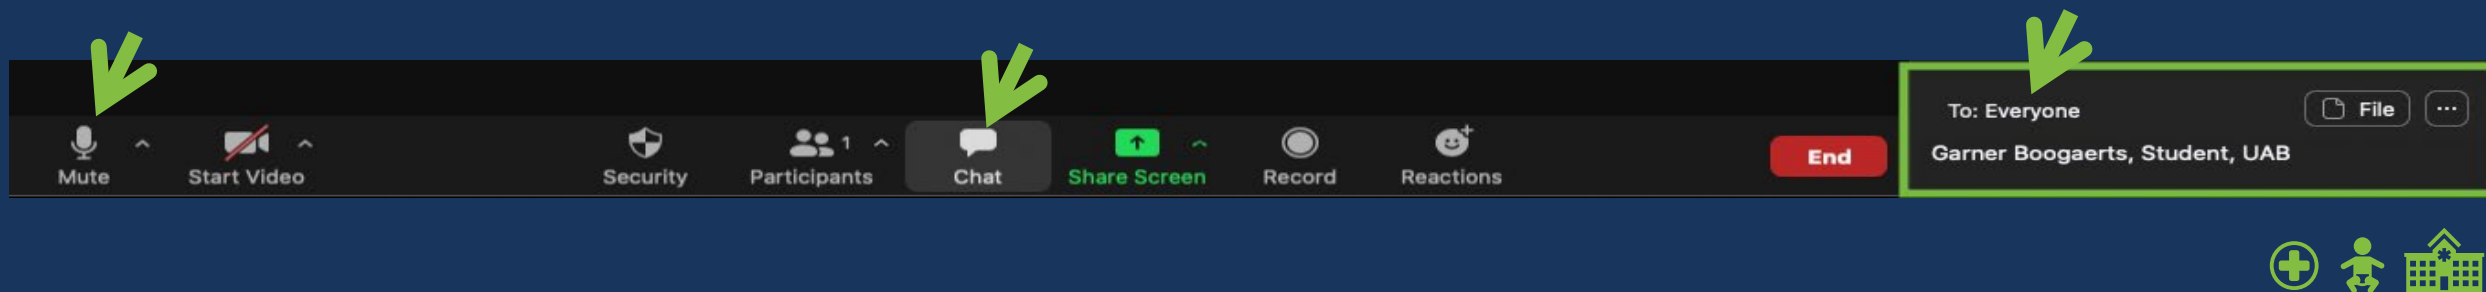 Mute
Start Video
Security
Participants
1
Chat
Share Screen
Record
Reactions
End
To: Everyone
File
Garner Boogaerts, Student, UAB